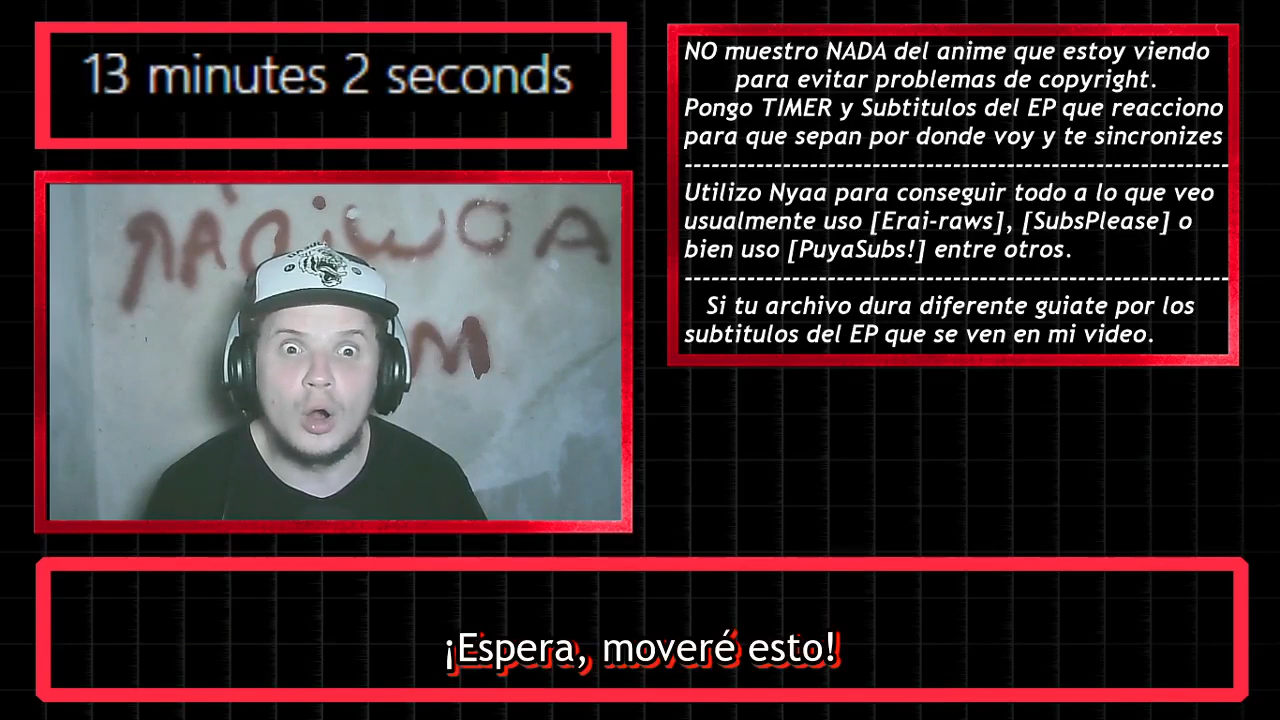 13 minutes 2 seconds
NO muestro NADA del anime que estoy viendo
para evitar problemas de copyright.
Pongo TIMER y Subtitulos del EP que reacciono
para que sepan por donde voy y te sincronizes
Utilizo Nyaa para conseguir todo a lo que veo
usualmente uso [Erai-raws], [SubsPlease] o
bien uso [PuyaSubs!] entre otros.
Si tu archivo dura diferente guiate por los
subtitulos del EP que se ven en mi video.
¡Espera, moveré esto!